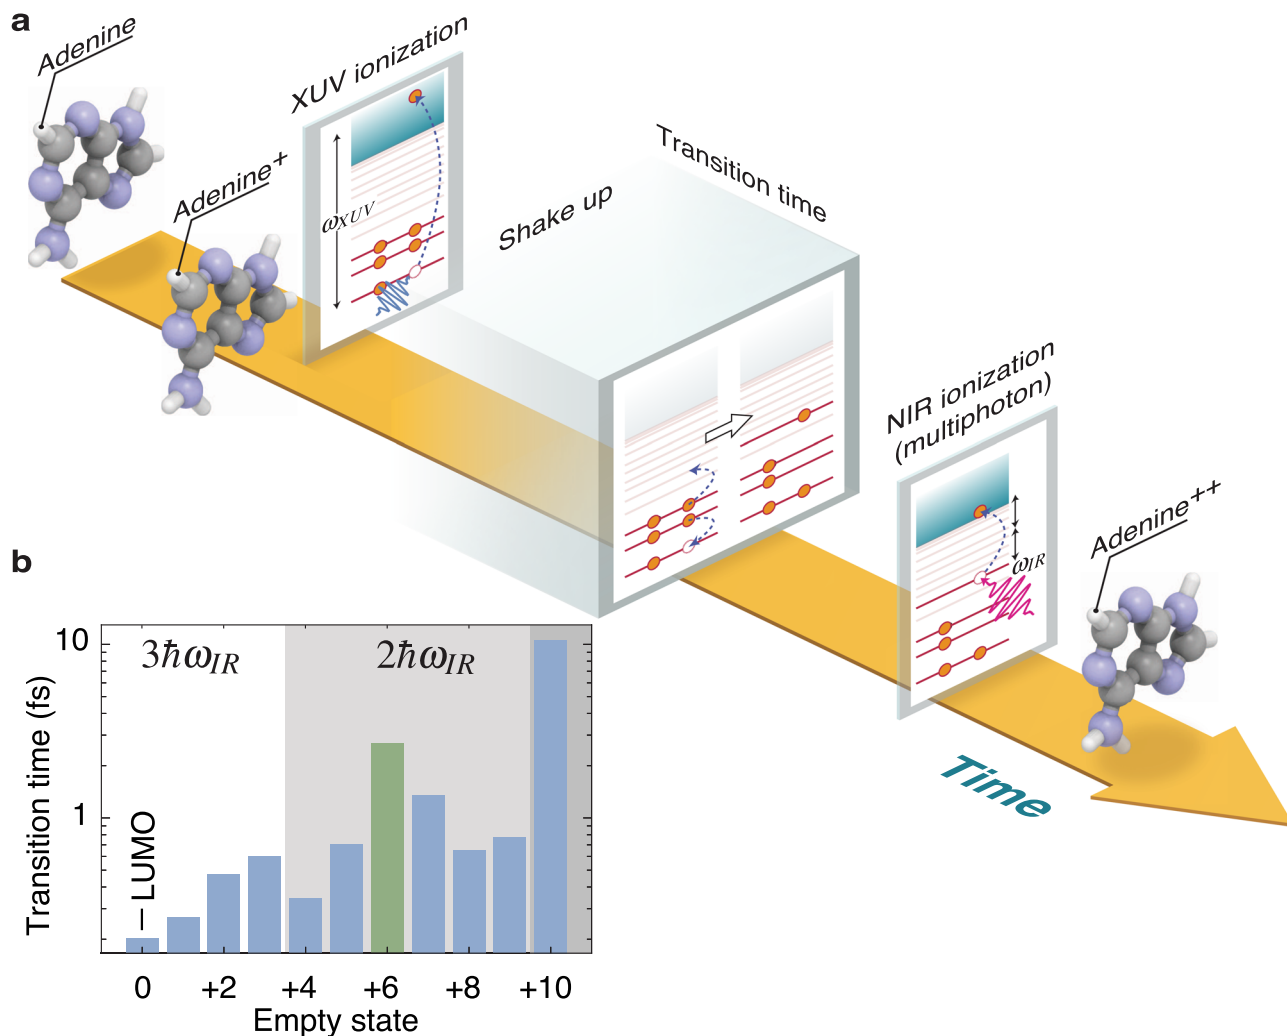 a
Adenine
Adenine+
XUV ionization
ωXUV
Shake up
Transition time
NIR ionization
(multiphoton)
ωIR
Adenine++
Time
b
Transition time (fs)
10
1
3ħωIR
2ħωIR
– LUMO
0
+2
+4
+6
+8
+10
Empty state